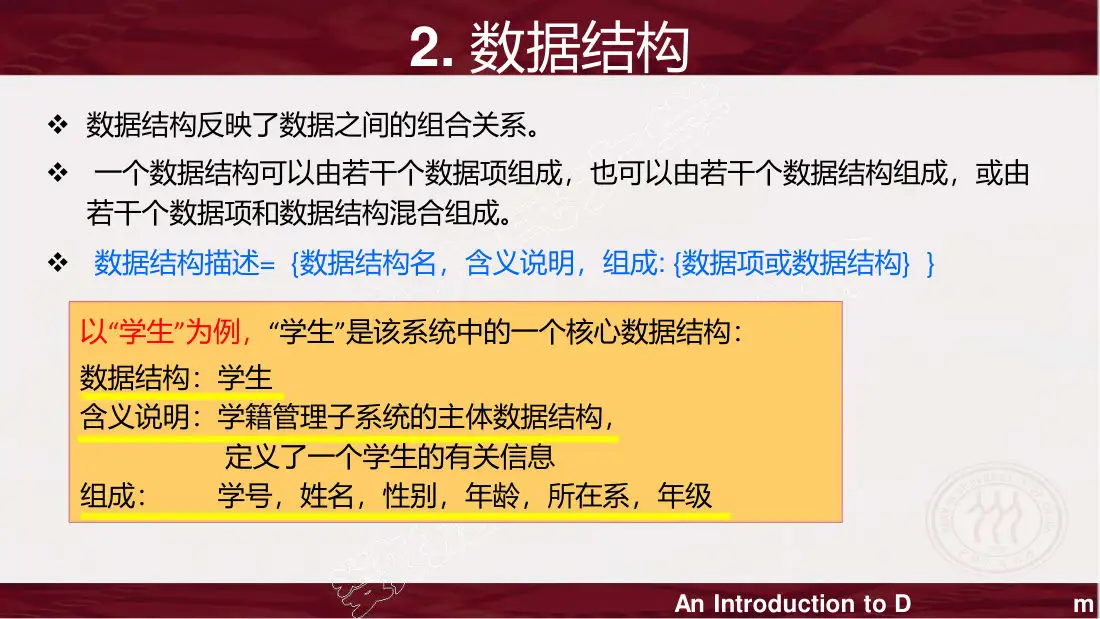 2. 数据结构
❖ 数据结构反映了数据之间的组合关系。
❖ 一个数据结构可以由若干个数据项组成，也可以由若干个数据结构组成，或由
若干个数据项和数据结构混合组成。
❖ 数据结构描述= {数据结构名，含义说明，组成: {数据项或数据结构} }
以“学生”为例，“学生”是该系统中的一个核心数据结构：
数据结构：学生
含义说明：学籍管理子系统的主体数据结构，
定义了一个学生的有关信息
组成： 学号，姓名，性别，年龄，所在系，年级
An Introduction to D m